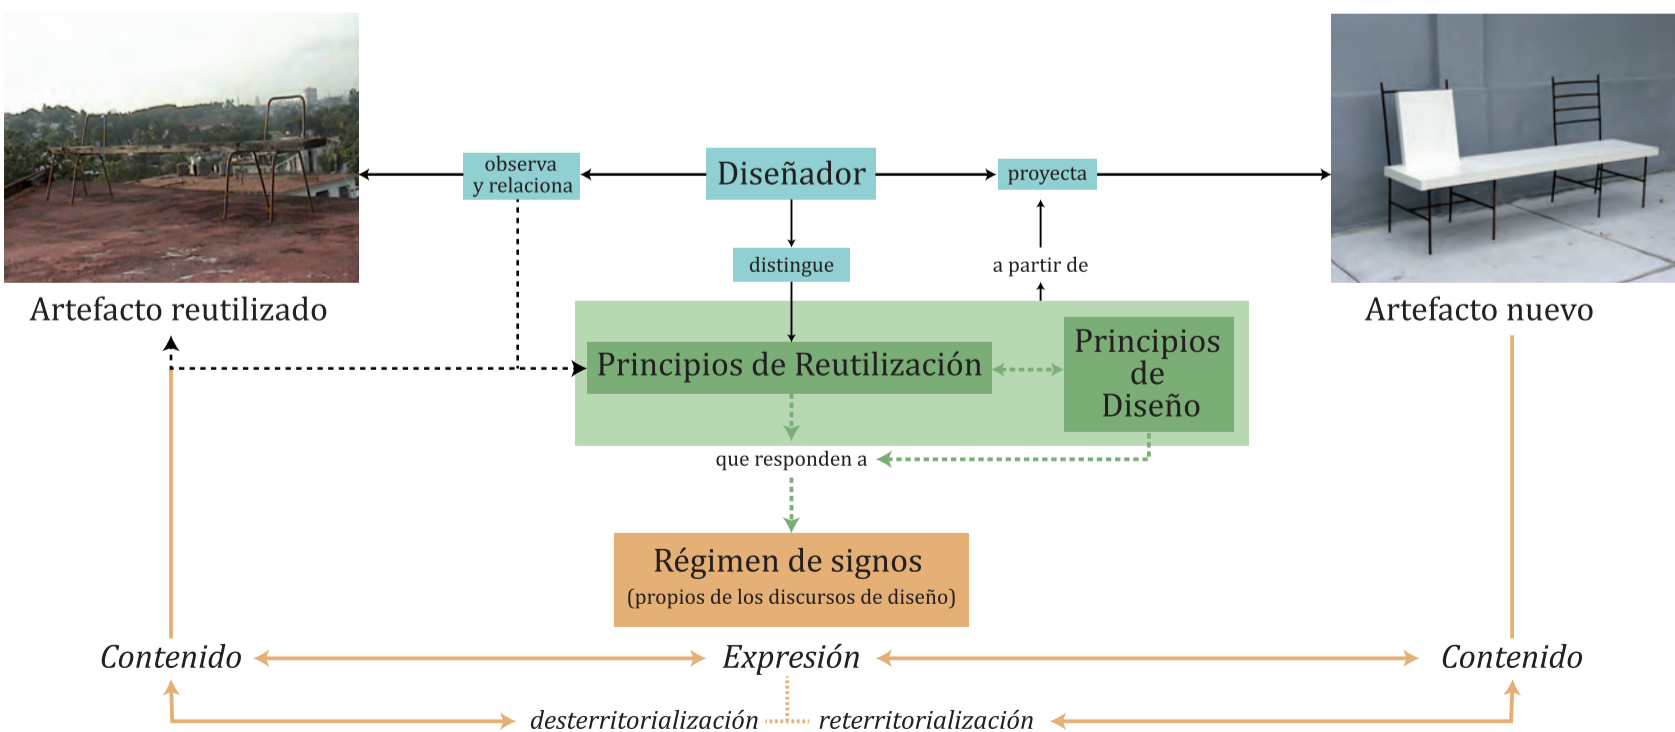 observa
y relaciona
Diseñador
proyecta
distingue
a partir de
Artefacto reutilizado
Artefacto nuevo
Principios de Reutilización
Principios
de
Diseño
que responden a
Régimen de signos
(propios de los discursos de diseño)
Contenido
Expresión
Contenido
desterritorialización
reterritorialización